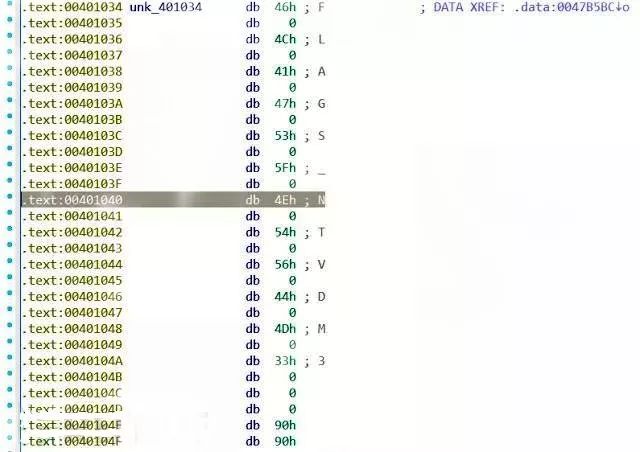 .text:00401034 unk_401034 db 46h ; F ; DATA XREF: .data:0047B5BC↓o
.text:00401035 db 0
.text:00401036 db 4Ch ; L
.text:00401037 db 0
.text:00401038 db 41h ; A
.text:00401039 db 0
.text:0040103A db 47h ; G
.text:0040103B db 0
.text:0040103C db 53h ; S
.text:0040103D db 0
.text:0040103E db 5Fh ; _
.text:0040103F db 0
.text:00401040 db 4Eh ; N
.text:00401041 db 0
.text:00401042 db 54h ; T
.text:00401043 db 0
.text:00401044 db 56h ; V
.text:00401045 db 0
.text:00401046 db 44h ; D
.text:00401047 db 0
.text:00401048 db 4Dh ; M
.text:00401049 db 0
.text:0040104A db 33h ; 3
.text:0040104B db 0
.text:0040104C db 0
.text:0040104D db 0
.text:0040104E db 90h
.text:0040104F db 90h